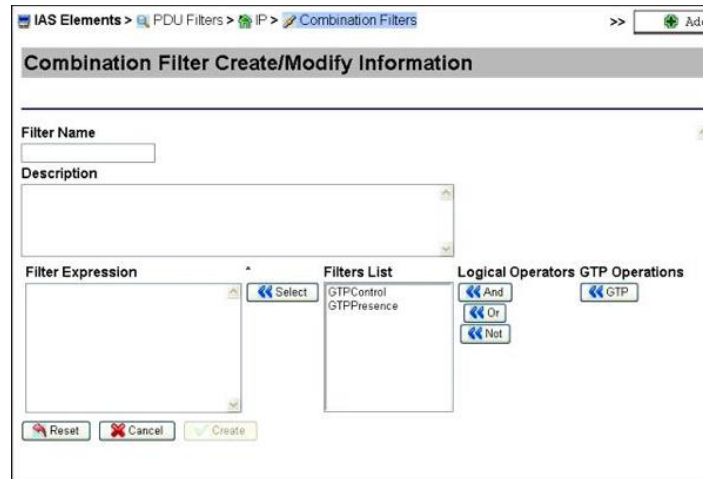 IAS Elements > PDU Filters > IP > Combination Filters >>
Combination Filter Create/Modify Information
Filter Name
Description
Filter Expression Filters List Logical Operators GTP Operations
Select GTPControl And GTP
GTPPresence
Or
Not
Reset Cancel Create